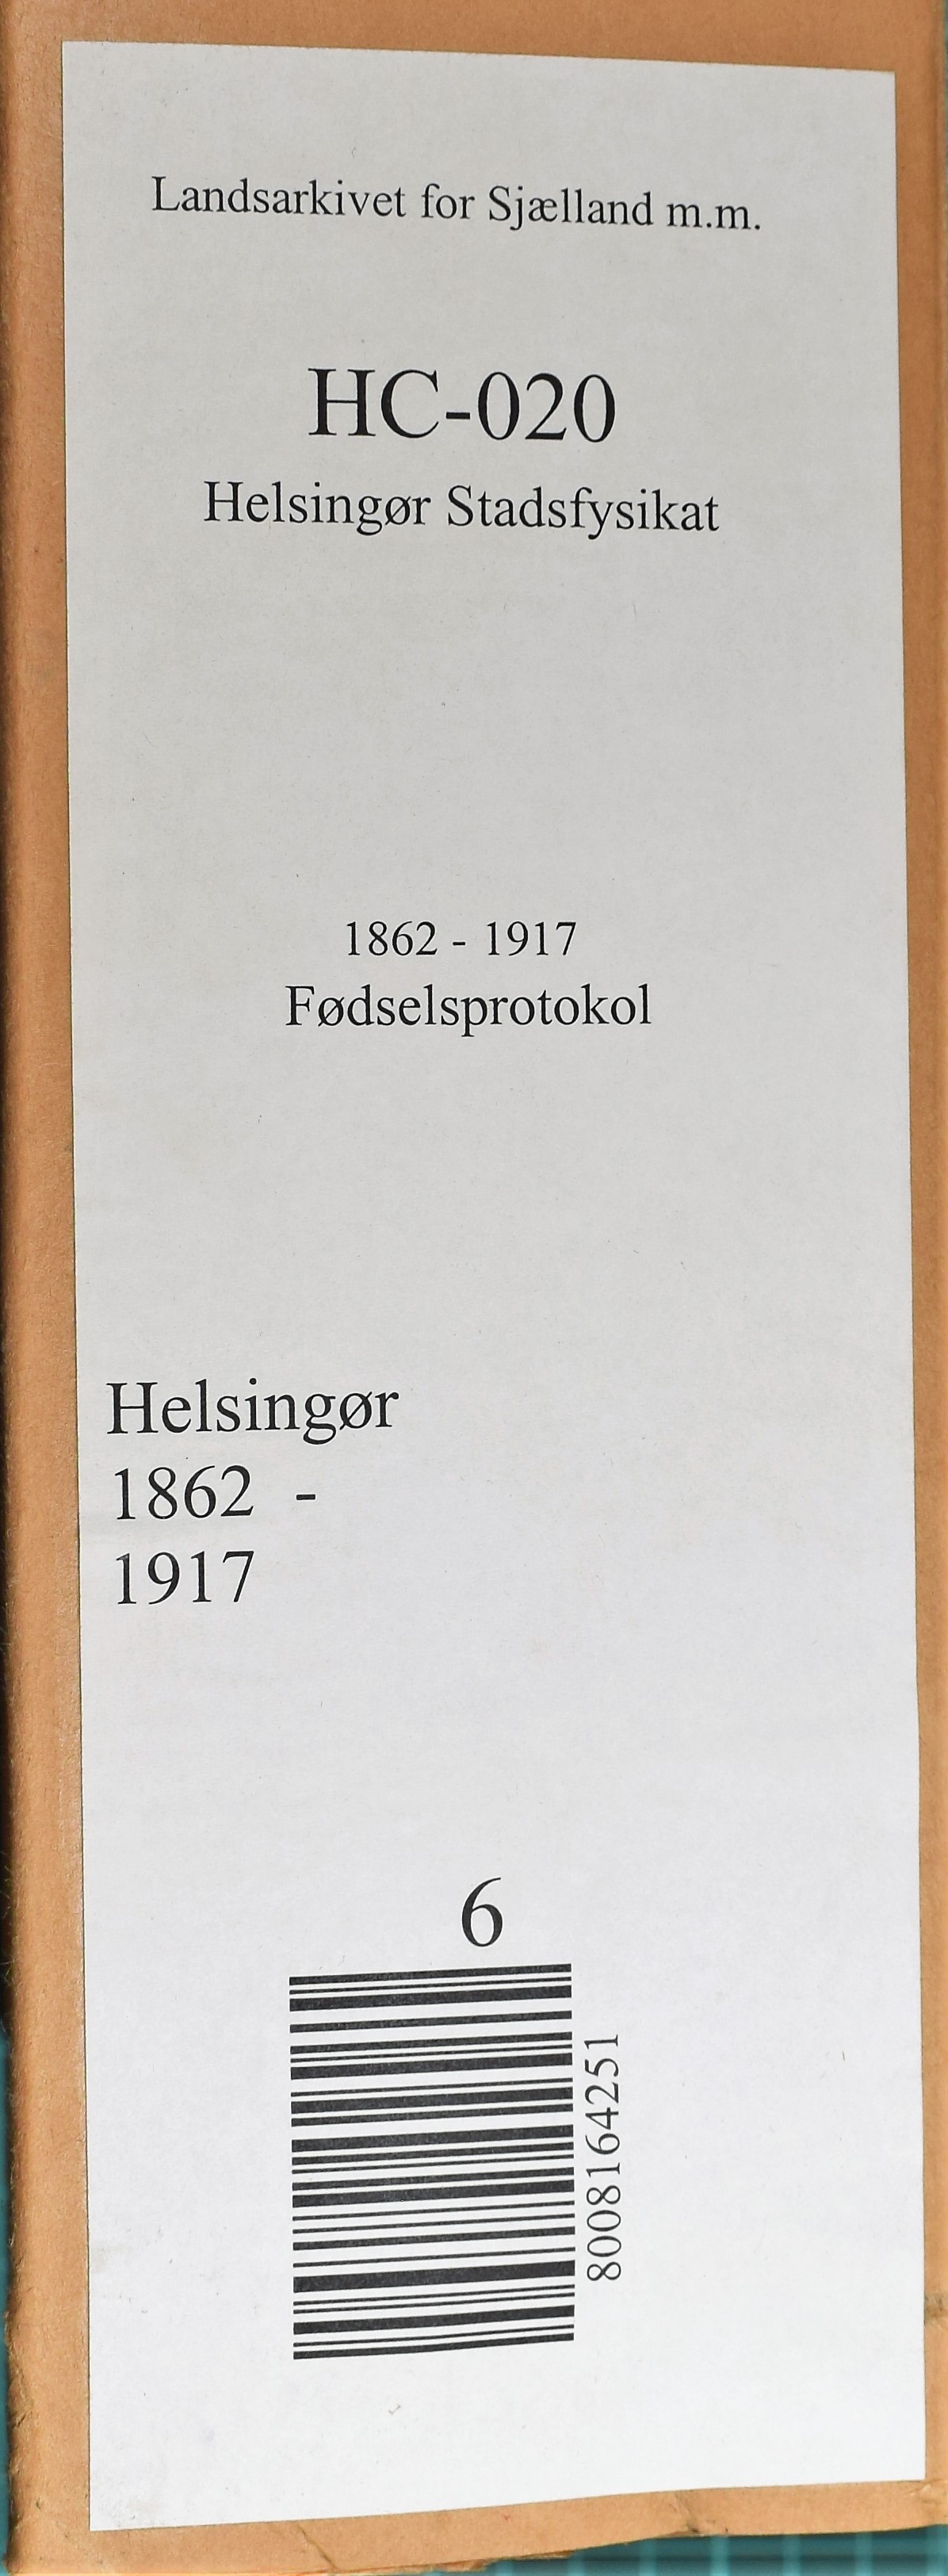 Landsarkivet for Sjælland m.m.
HC-020
Helsingør Stadsfysikat
1862 - 1917
Fødselsprotokol
Helsingør
1862 -
1917
6
8008164251